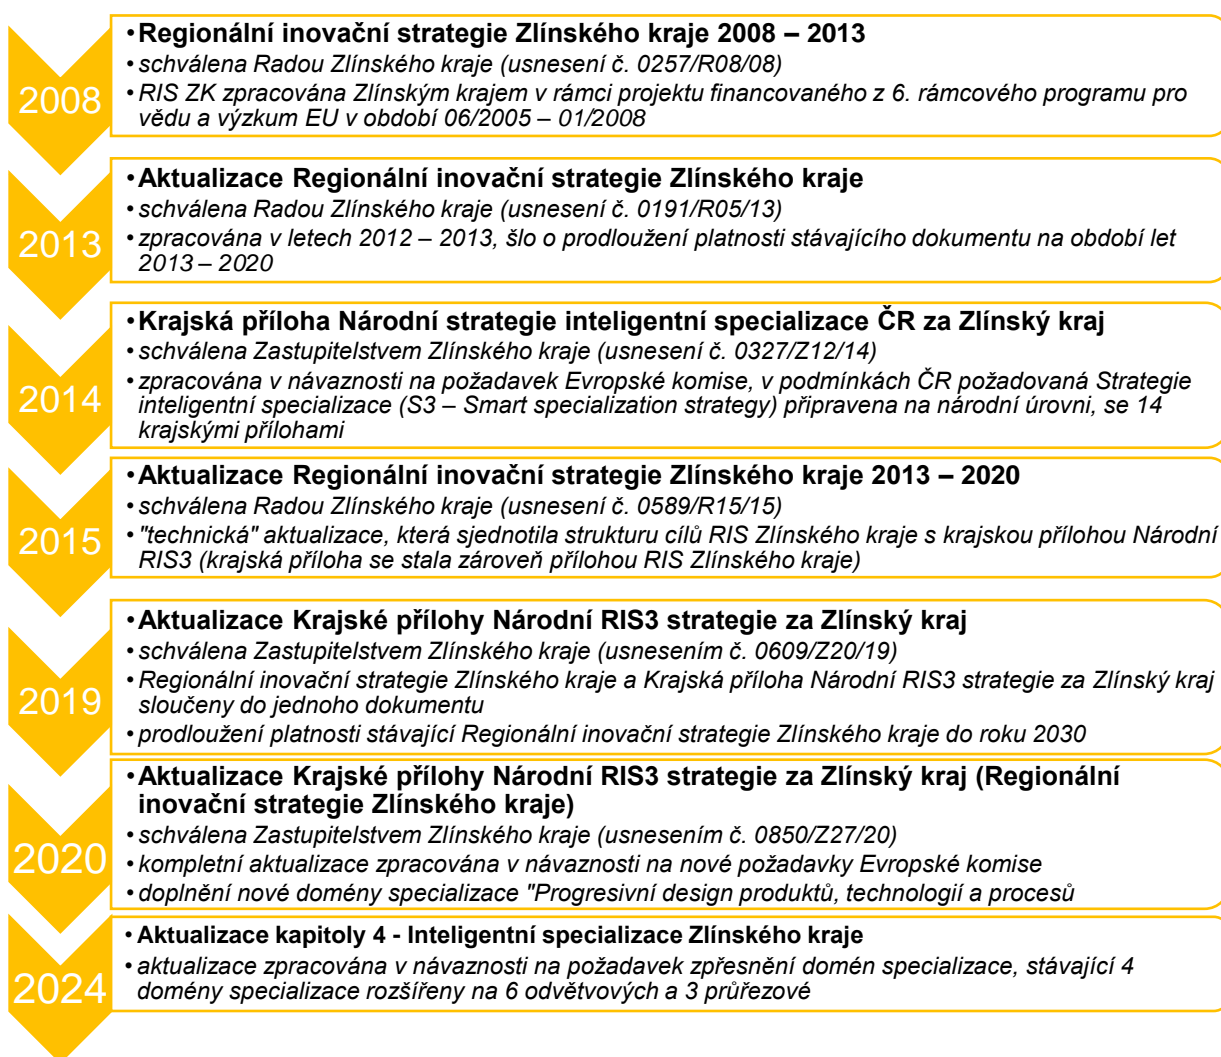 2008
•Regionální inovační strategie Zlínského kraje 2008 – 2013
•schválena Radou Zlínského kraje (usnesení č. 0257/R08/08)
•RIS ZK zpracována Zlínským krajem v rámci projektu financovaného z 6. rámcového programu pro
vědu a výzkum EU v období 06/2005 – 01/2008
2013
•Aktualizace Regionální inovační strategie Zlínského kraje
•schválena Radou Zlínského kraje (usnesení č. 0191/R05/13)
•zpracována v letech 2012 – 2013, šlo o prodloužení platnosti stávajícího dokumentu na období let
2013 – 2020
2014
•Krajská příloha Národní strategie inteligentní specializace ČR za Zlínský kraj
•schválena Zastupitelstvem Zlínského kraje (usnesení č. 0327/Z12/14)
•zpracována v návaznosti na požadavek Evropské komise, v podmínkách ČR požadovaná Strategie
inteligentní specializace (S3 – Smart specialization strategy) připravena na národní úrovni, se 14
krajskými přílohami
2015
•Aktualizace Regionální inovační strategie Zlínského kraje 2013 – 2020
•schválena Radou Zlínského kraje (usnesení č. 0589/R15/15)
•"technická" aktualizace, která sjednotila strukturu cílů RIS Zlínského kraje s krajskou přílohou Národní
RIS3 (krajská příloha se stala zároveň přílohou RIS Zlínského kraje)
2019
•Aktualizace Krajské přílohy Národní RIS3 strategie za Zlínský kraj
•schválena Zastupitelstvem Zlínského kraje (usnesením č. 0609/Z20/19)
•Regionální inovační strategie Zlínského kraje a Krajská příloha Národní RIS3 strategie za Zlínský kraj
sloučeny do jednoho dokumentu
•prodloužení platnosti stávající Regionální inovační strategie Zlínského kraje do roku 2030
2020
•Aktualizace Krajské přílohy Národní RIS3 strategie za Zlínský kraj (Regionální
inovační strategie Zlínského kraje)
•schválena Zastupitelstvem Zlínského kraje (usnesením č. 0850/Z27/20)
•kompletní aktualizace zpracována v návaznosti na nové požadavky Evropské komise
•doplnění nové domény specializace "Progresivní design produktů, technologií a procesů
2024
•Aktualizace kapitoly 4 - Inteligentní specializace Zlínského kraje
•aktualizace zpracována v návaznosti na požadavek zpřesnění domén specializace, stávající 4
domény specializace rozšířeny na 6 odvětvových a 3 průřezové